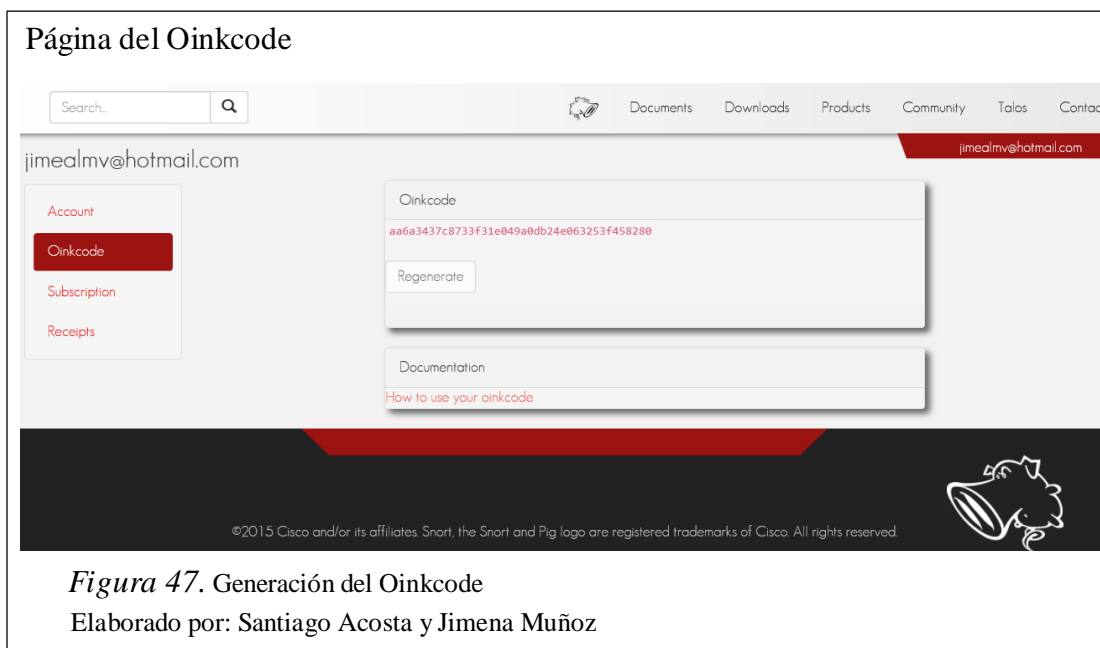 Página del Oinkcode
Search..
Documents Downloads Products Community Talos Contac
jimealmv@hotmail.com
jimealmv@hotmail.com
Account
Oinkcode
Subscription
Receipts
Oinkcode
aa6a3437c8733f31e049a0db24e063253f458280
Regenerate
Documentation
How to use your oinkcode
©2015 Cisco and/or its affiliates. Snort, the Snort and Pig logo are registered trademarks of Cisco. All rights reserved.
Figura 47. Generación del Oinkcode
Elaborado por: Santiago Acosta y Jimena Muñoz